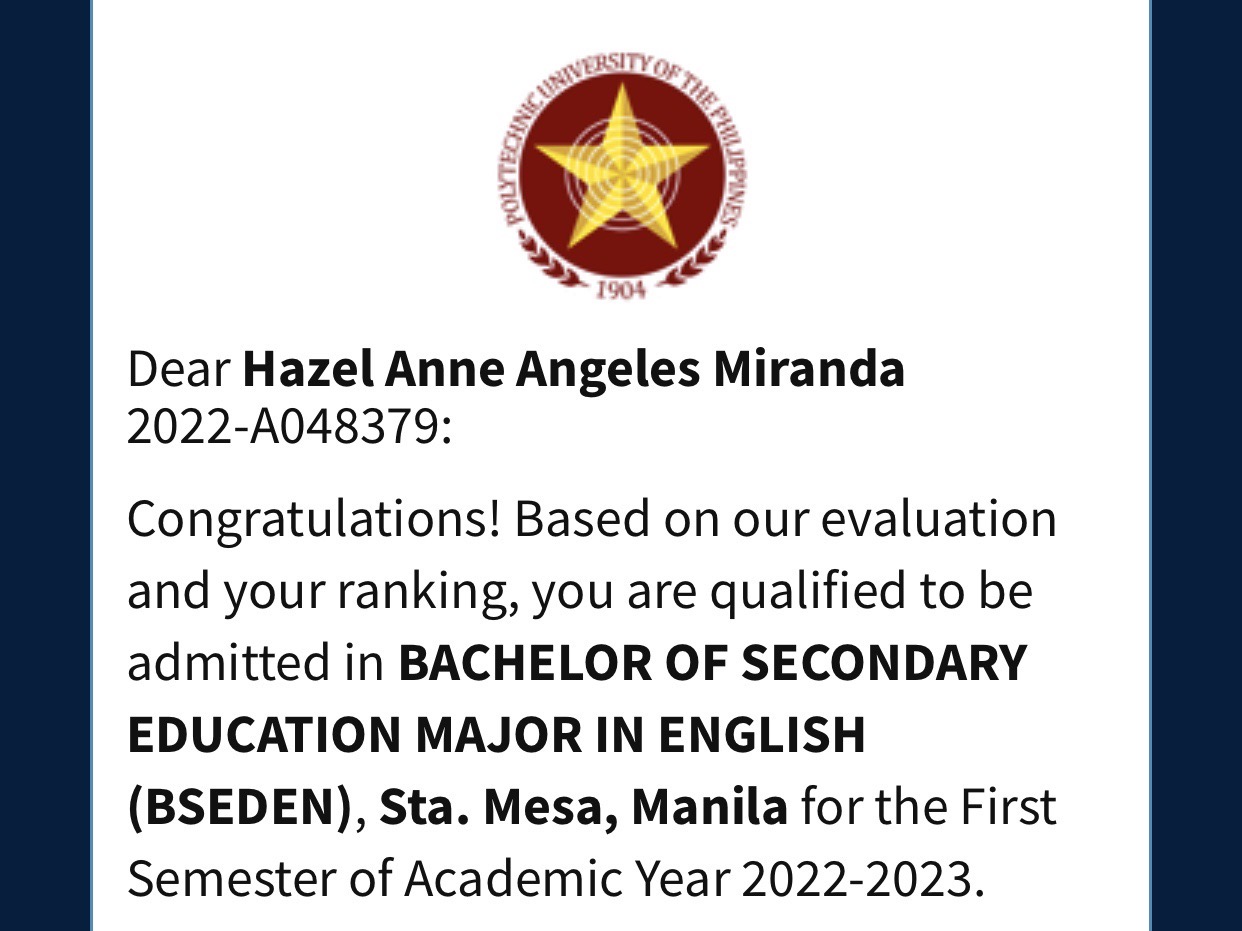 POLYTECHNIC UNIVERSITY OF THE PHILIPPINES
1904
Dear Hazel Anne Angeles Miranda
2022-A048379:
Congratulations! Based on our evaluation
and your ranking, you are qualified to be
admitted in BACHELOR OF SECONDARY
EDUCATION MAJOR IN ENGLISH
(BSEDEN), Sta. Mesa, Manila for the First
Semester of Academic Year 2022-2023.